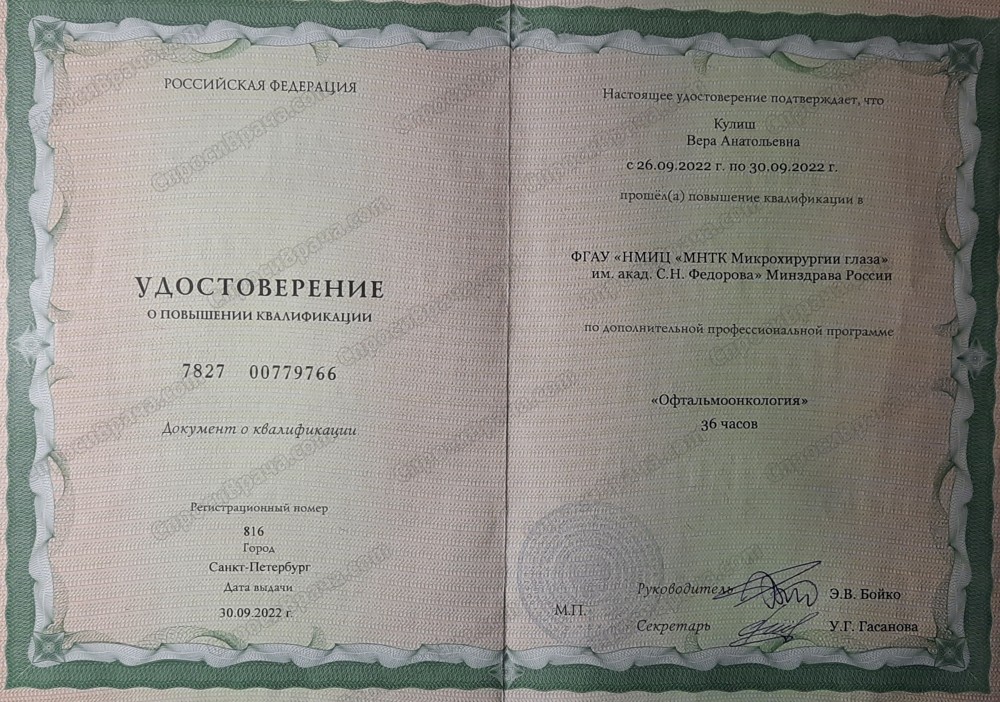 РОССИЙСКАЯ ФЕДЕРАЦИЯ
УДОСТОВЕРЕНИЕ
О ПОВЫШЕНИИ КВАЛИФИКАЦИИ
7827 00779766
Документ о квалификации
Регистрационный номер
816
Город
Санкт-Петербург
Дата выдачи
30.09.2022 г.
Настоящее удостоверение подтверждает, что
Кулиш
Вера Анатольевна
с 26.09.2022 г. по 30.09.2022 г.
прошёл(а) повышение квалификации в
ФГАУ «НМИЦ «МНТК Микрохирургии глаза»
им. акад. С.Н. Федорова» Минздрава России
по дополнительной профессиональной программе
«Офтальмоонкология»
36 часов
Руководитель Э.В. Бойко
М.П.
Секретарь У.Г. Гасанова
СпросиВрача.com